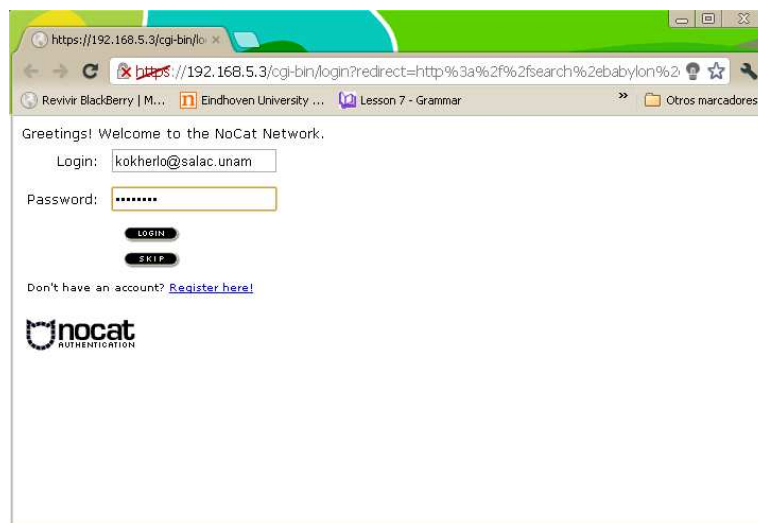 https://192.168.5.3/cgi-bin/lo
https://192.168.5.3/cgi-bin/login?redirect=http%3a%2f%2fsearch%2ebabylon%2
Revivir BlackBerry | M... Eindhoven University ... Lesson 7 - Grammar » Otros marcadores
Greetings! Welcome to the NoCat Network.
Login: kokherlo@salac.unam
Password: ••••••••
LOGIN
SKIP
Don't have an account? Register here!
nocat
AUTHENTICATION